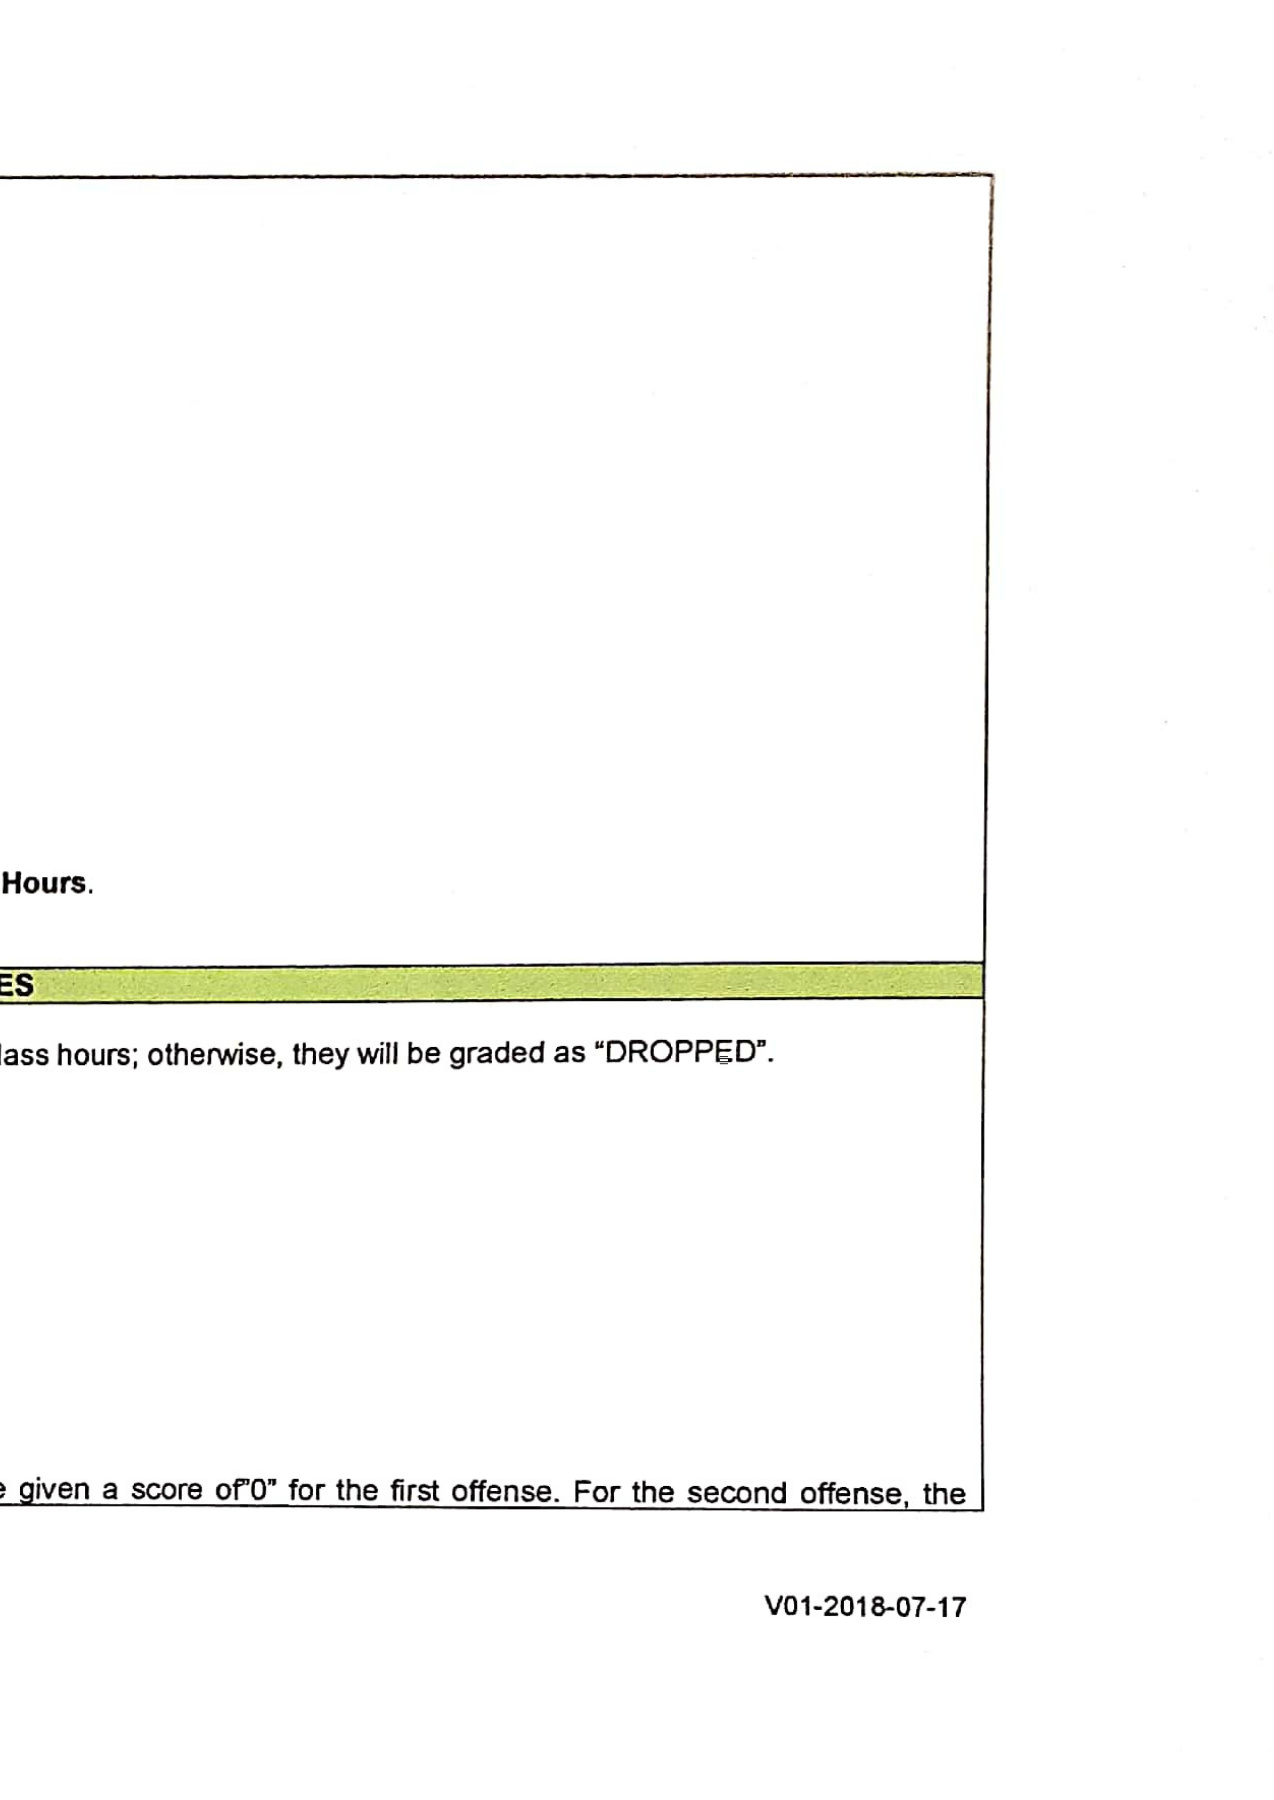 Hours.
ES
lass hours; otherwise, they will be graded as “DROPPED”.
given a score of”0” for the first offense. For the second offense, the
V01-2018-07-17